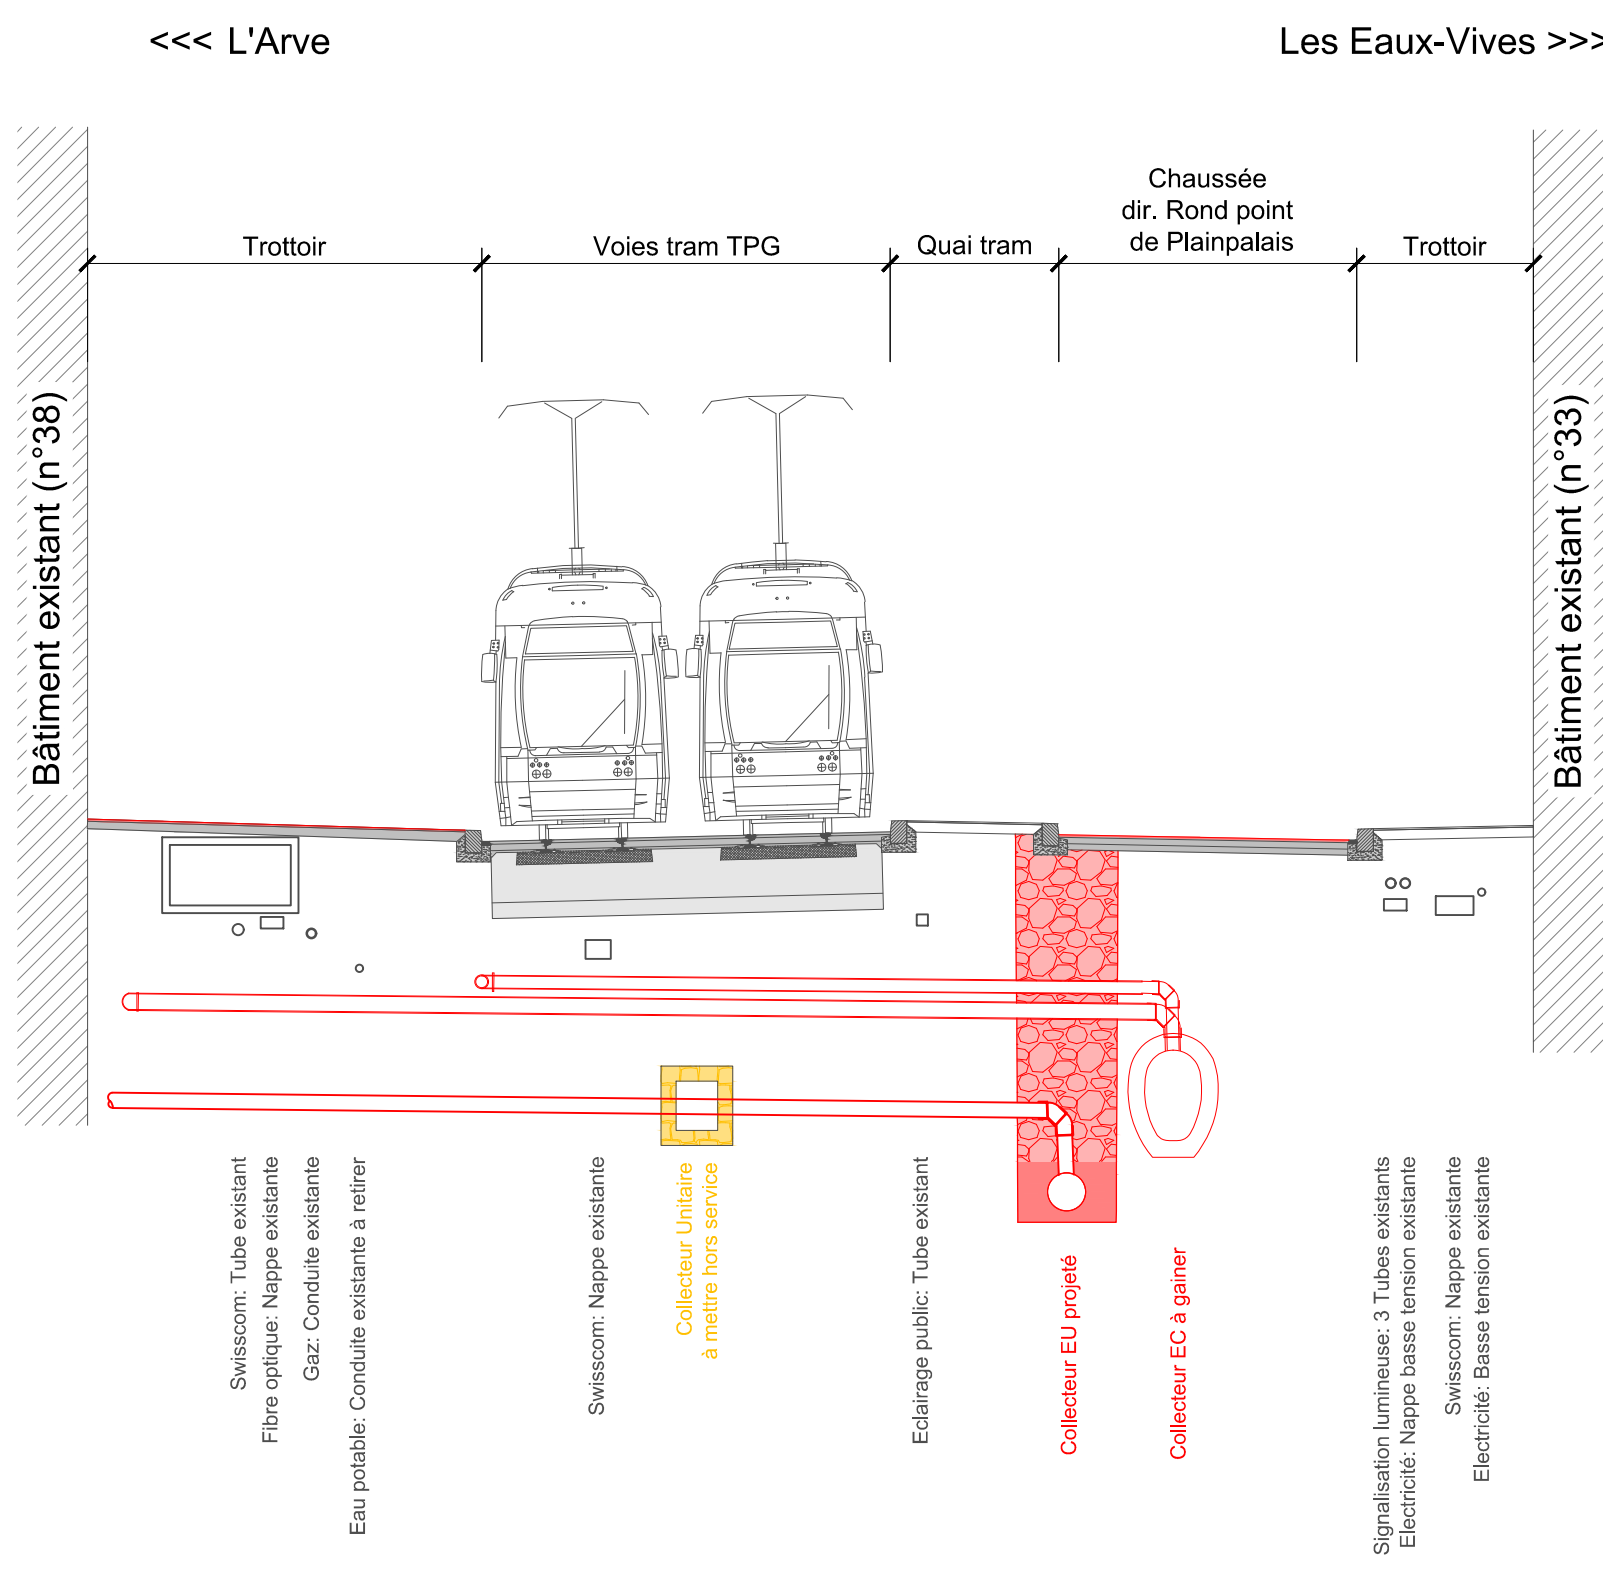 <<< L'Arve
Les Eaux-Vives >>>
Chaussée
dir. Rond point
de Plainpalais
Trottoir
Voies tram TPG
Quai tram
Trottoir
Bâtiment existant (n°38)
Bâtiment existant (n°33)
Swisscom: Tube existant
Fibre optique: Nappe existante
Gaz: Conduite existante
Eau potable: Conduite existante à retirer
Swisscom: Nappe existante
Collecteur Unitaire
à mettre hors service
Eclairage public: Tube existant
Collecteur EU projeté
Collecteur EC à gainer
Signalisation lumineuse: 3 Tubes existants
Electricité: Nappe basse tension existante
Swisscom: Nappe existante
Electricité: Basse tension existante